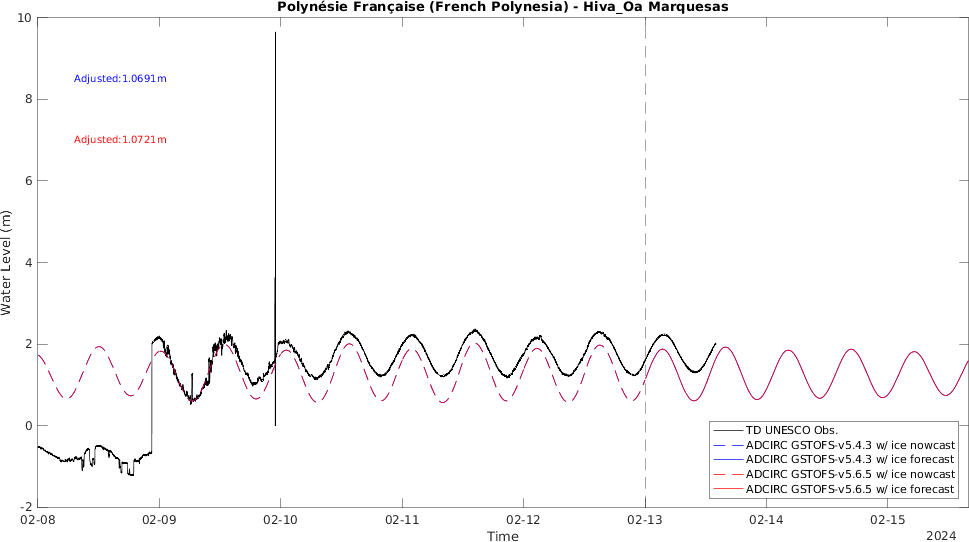 Polynésie Française (French Polynesia) - Hiva_Oa Marquesas
10
8
6
4
2
0
-2
Water Level (m)
Adjusted:1.0691m
Adjusted:1.0721m
TD UNESCO Obs.
ADCIRC GSTOFS-v5.4.3 w/ ice nowcast
ADCIRC GSTOFS-v5.4.3 w/ ice forecast
ADCIRC GSTOFS-v5.6.5 w/ ice nowcast
ADCIRC GSTOFS-v5.6.5 w/ ice forecast
02-08 02-09 02-10 02-11 02-12 02-13 02-14 02-15
Time
2024